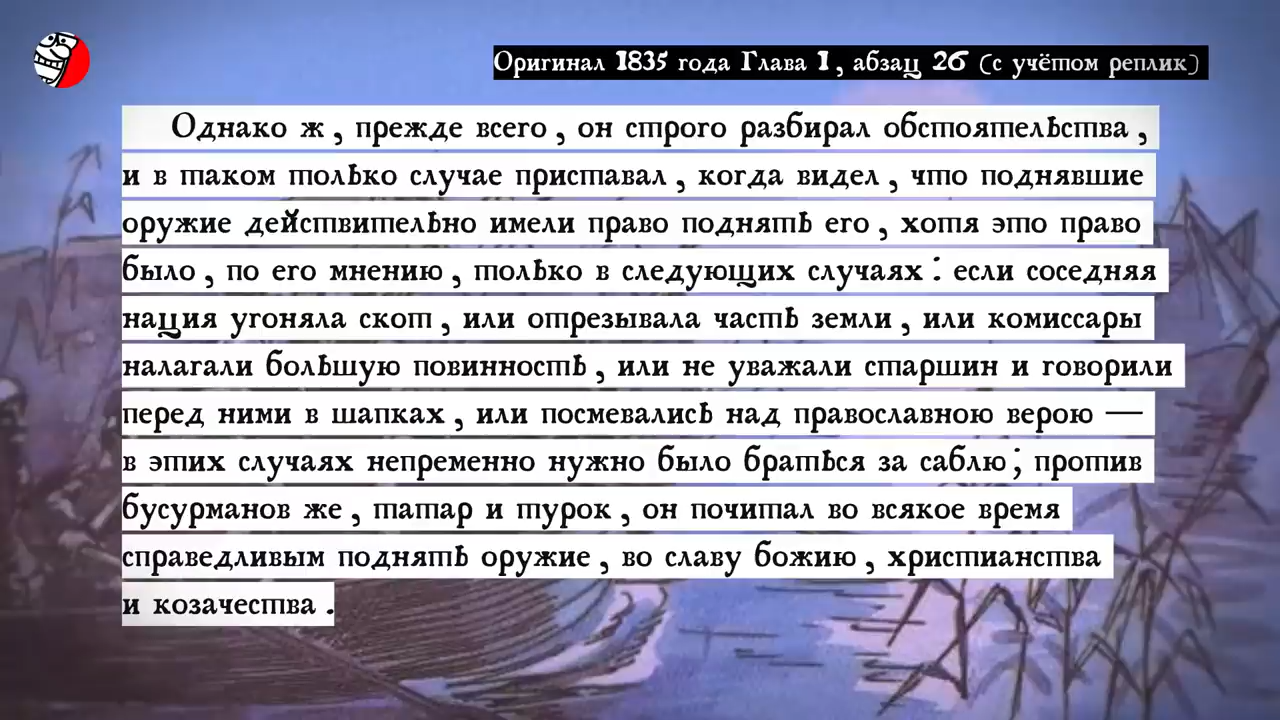 Оригинал 1835 года Глава 1, абзац 26 (с учётом реплик)
Однако ж, прежде всего, он строго разбирал обстоятельства,
и в таком только случае приставал, когда видел, что поднявшие
оружие действительно имели право поднять его, хотя это право
было, по его мнению, только в следующих случаях: если соседняя
нация угоняла скот, или отрезывала часть земли, или комиссары
налагали большую повинность, или не уважали старшин и говорили
перед ними в шапках, или посмевались над православною верою —
в этих случаях непременно нужно было браться за саблю; против
бусурманов же, татар и турок, он почитал во всякое время
справедливым поднять оружие, во славу божию, христианства
и козачества.